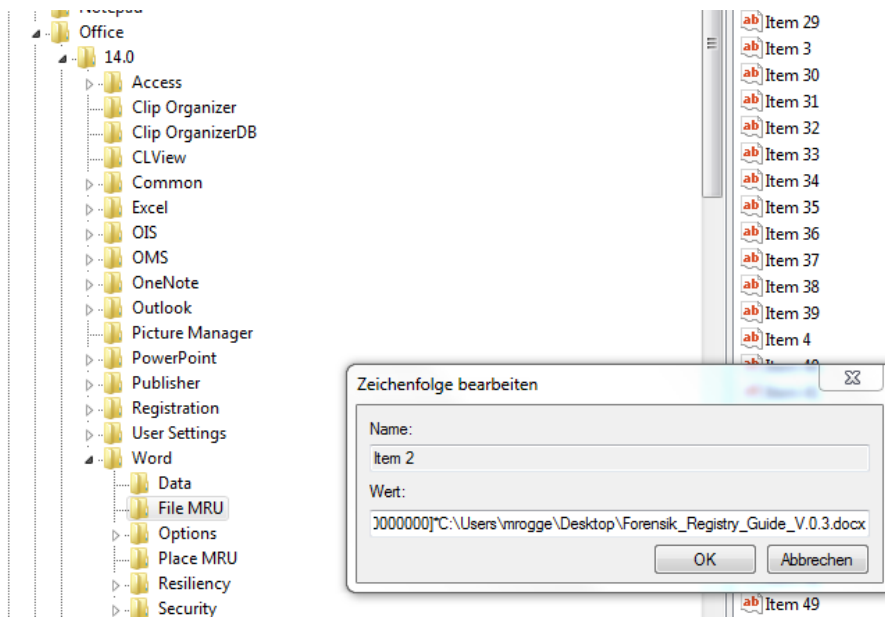 Office
14.0
Access
Clip Organizer
Clip OrganizerDB
CLView
Common
Excel
OIS
OMS
OneNote
Outlook
Picture Manager
PowerPoint
Publisher
Registration
User Settings
Word
Data
File MRU
Options
Place MRU
Resiliency
Security
Item 29
Item 3
Item 30
Item 31
Item 32
Item 33
Item 34
Item 35
Item 36
Item 37
Item 38
Item 39
Item 4
Zeichenfolge bearbeiten
Name:
Item 2
Wert:
0000000]*C:\Users\mrogge\Desktop\Forensik_Registry_Guide_V.0.3.docx
OK
Abbrechen
Item 49